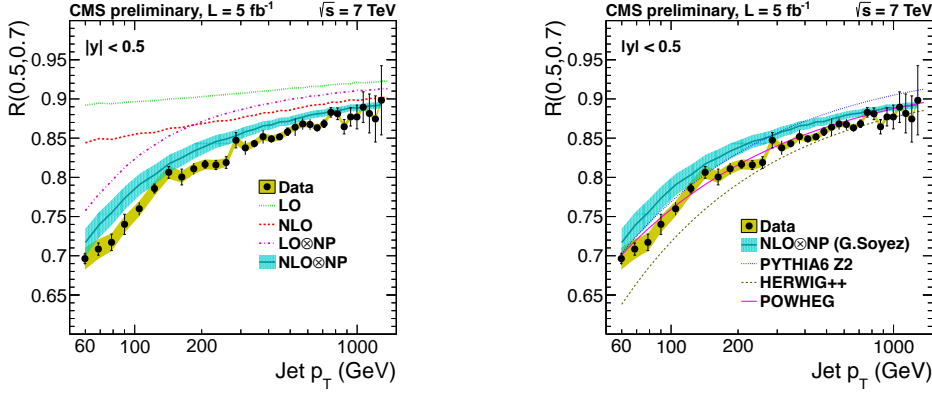 CMS preliminary, L = 5 fb⁻¹ √s = 7 TeV
R(0.5,0.7)
|y| < 0.5
0.95
0.9
0.85
0.8
0.75
0.7
0.65
Data
LO
NLO
LO⊗NP
NLO⊗NP
60 100 200 1000
Jet p_T (GeV)
CMS preliminary, L = 5 fb⁻¹ √s = 7 TeV
R(0.5,0.7)
|y| < 0.5
0.95
0.9
0.85
0.8
0.75
0.7
0.65
Data
NLO⊗NP (G.Soyez)
PYTHIA6 Z2
HERWIG++
POWHEG
60 100 200 1000
Jet p_T (GeV)